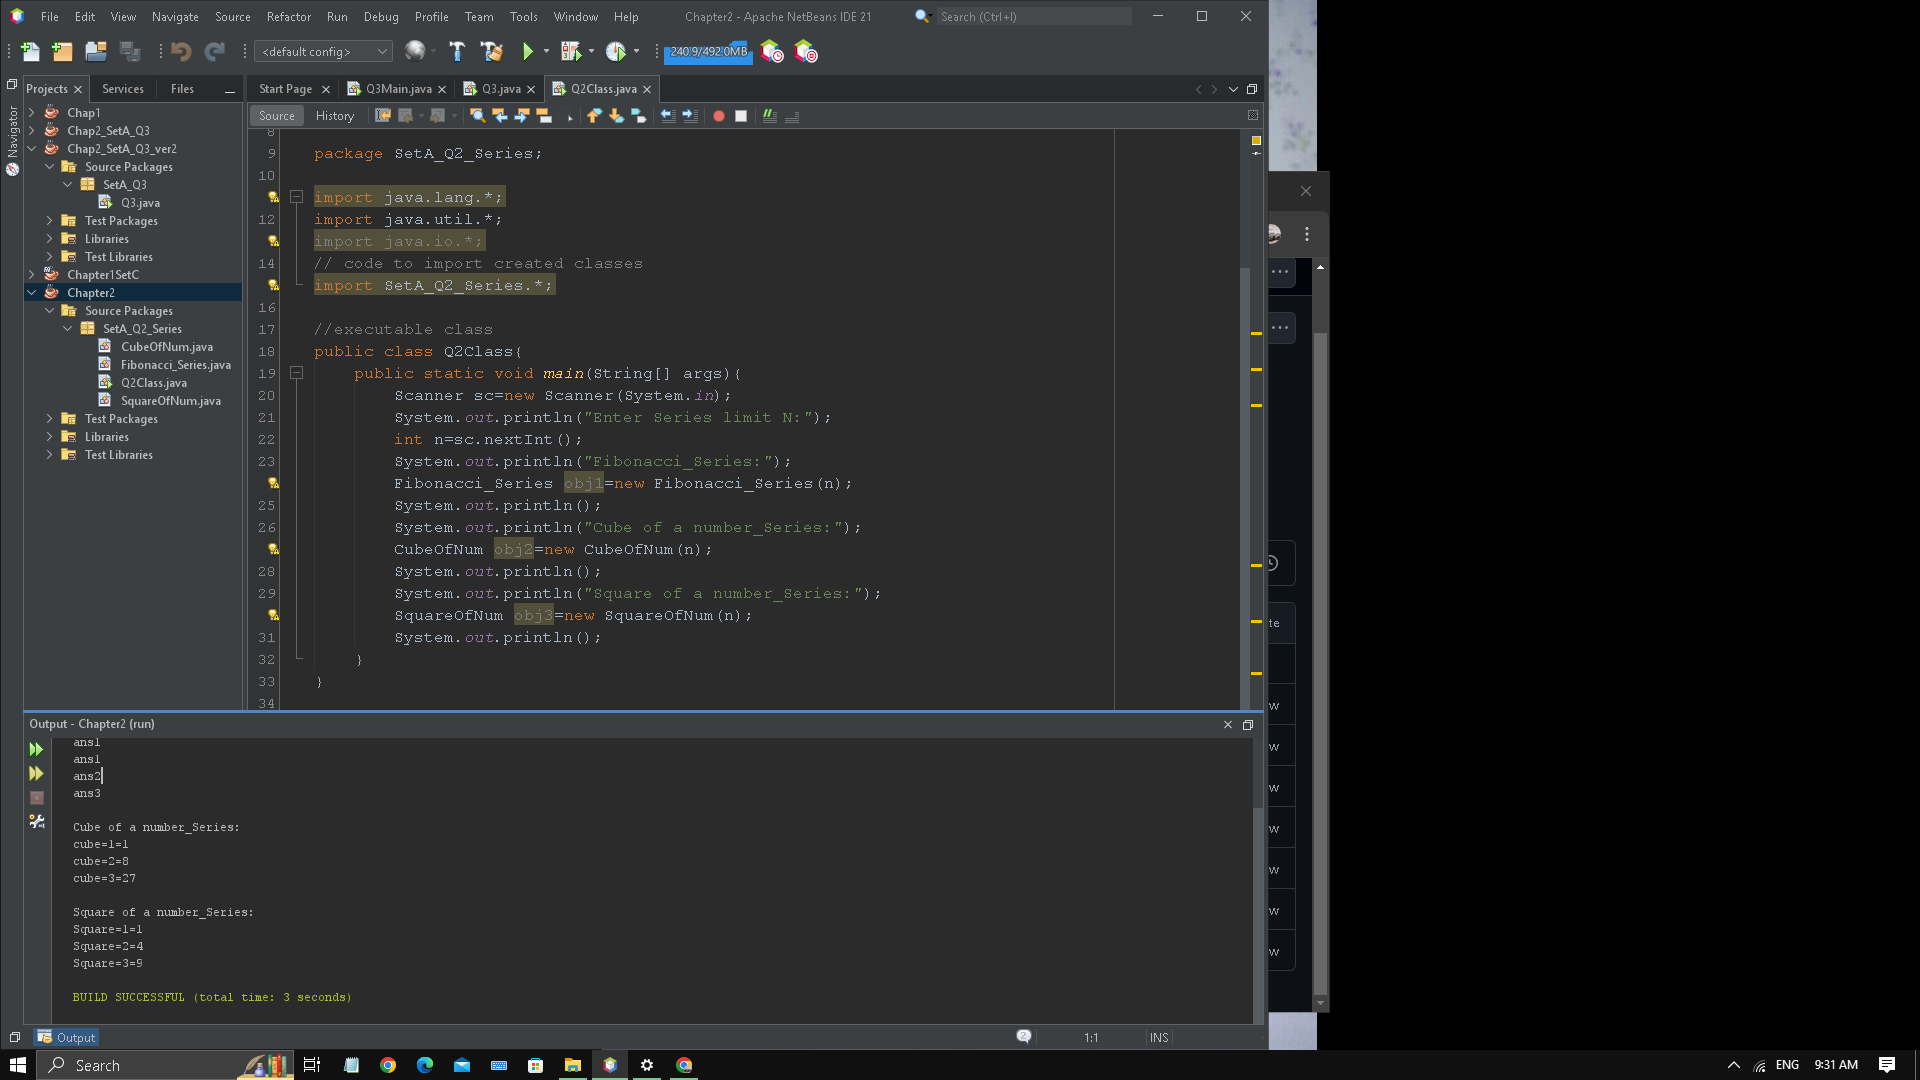 File Edit View Navigate Source Refactor Run Debug Profile Team Tools Window Help
Chapter2 - Apache NetBeans IDE 21
Search (Ctrl+I)
<default config>
240.9/492.0MB
Projects Services Files
Start Page Q3Main.java Q3.java Q2Class.java
Navigator
Source History
Chap1
Chap2_SetA_Q3
Chap2_SetA_Q3_ver2
Source Packages
SetA_Q3
Q3.java
Test Packages
Libraries
Test Libraries
Chapter1SetC
Chapter2
Source Packages
SetA_Q2_Series
CubeOfNum.java
Fibonacci_Series.java
Q2Class.java
SquareOfNum.java
Test Packages
Libraries
Test Libraries
8
9 package SetA_Q2_Series;
10
import java.lang.*;
12 import java.util.*;
import java.io.*;
14 // code to import created classes
import SetA_Q2_Series.*;
16
17 //executable class
18 public class Q2Class{
19 public static void main(String[] args){
20 Scanner sc=new Scanner(System.in);
21 System.out.println("Enter Series limit N:");
22 int n=sc.nextInt();
23 System.out.println("Fibonacci_Series:");
Fibonacci_Series obj1=new Fibonacci_Series(n);
25 System.out.println();
26 System.out.println("Cube of a number_Series:");
CubeOfNum obj2=new CubeOfNum(n);
28 System.out.println();
29 System.out.println("Square of a number_Series:");
SquareOfNum obj3=new SquareOfNum(n);
31 System.out.println();
32 }
33 }
34
Output - Chapter2 (run)
ans1
ans1
ans2
ans3
Cube of a number_Series:
cube=1=1
cube=2=8
cube=3=27
Square of a number_Series:
Square=1=1
Square=2=4
Square=3=9
BUILD SUCCESSFUL (total time: 3 seconds)
te
w
w
w
w
w
w
w
Output
1:1 INS
Search
ENG 9:31 AM